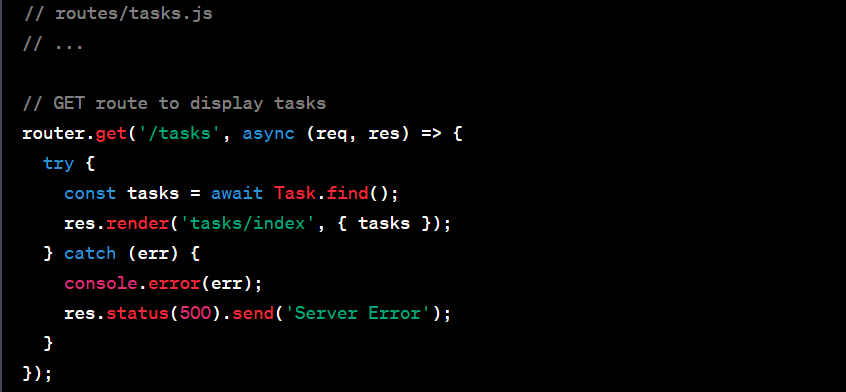 // routes/tasks.js
// ...
// GET route to display tasks
router.get('/tasks', async (req, res) => {
  try {
    const tasks = await Task.find();
    res.render('tasks/index', { tasks });
  } catch (err) {
    console.error(err);
    res.status(500).send('Server Error');
  }
});